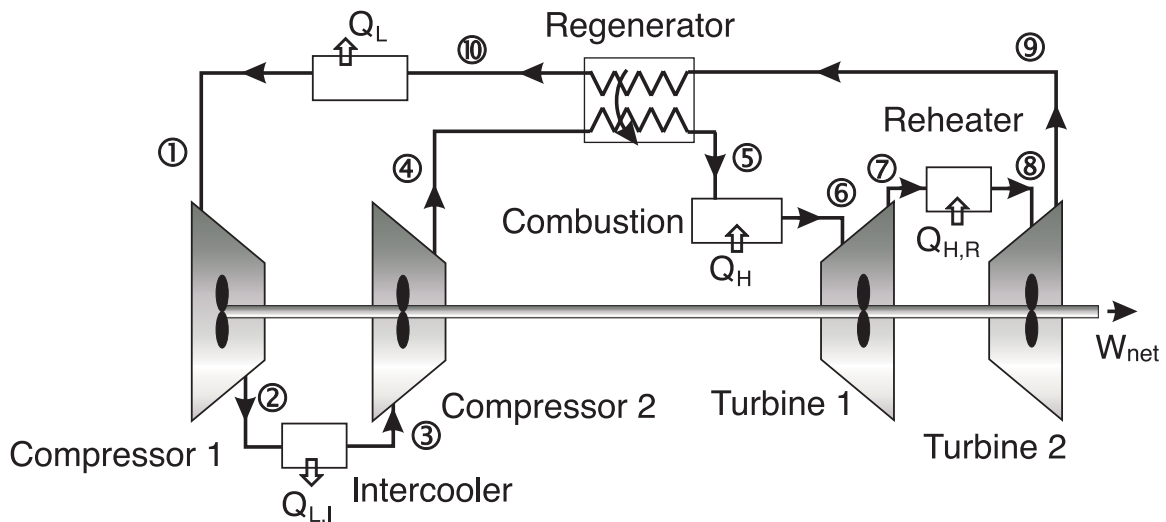 Q_L
⑩
Regenerator
⑨
①
④
⑤
Reheater
⑦
⑧
⑥
Combustion
Q_H
Q_H,R
W_net
②
③
Compressor 2
Turbine 1
Turbine 2
Compressor 1
Intercooler
Q_L,I